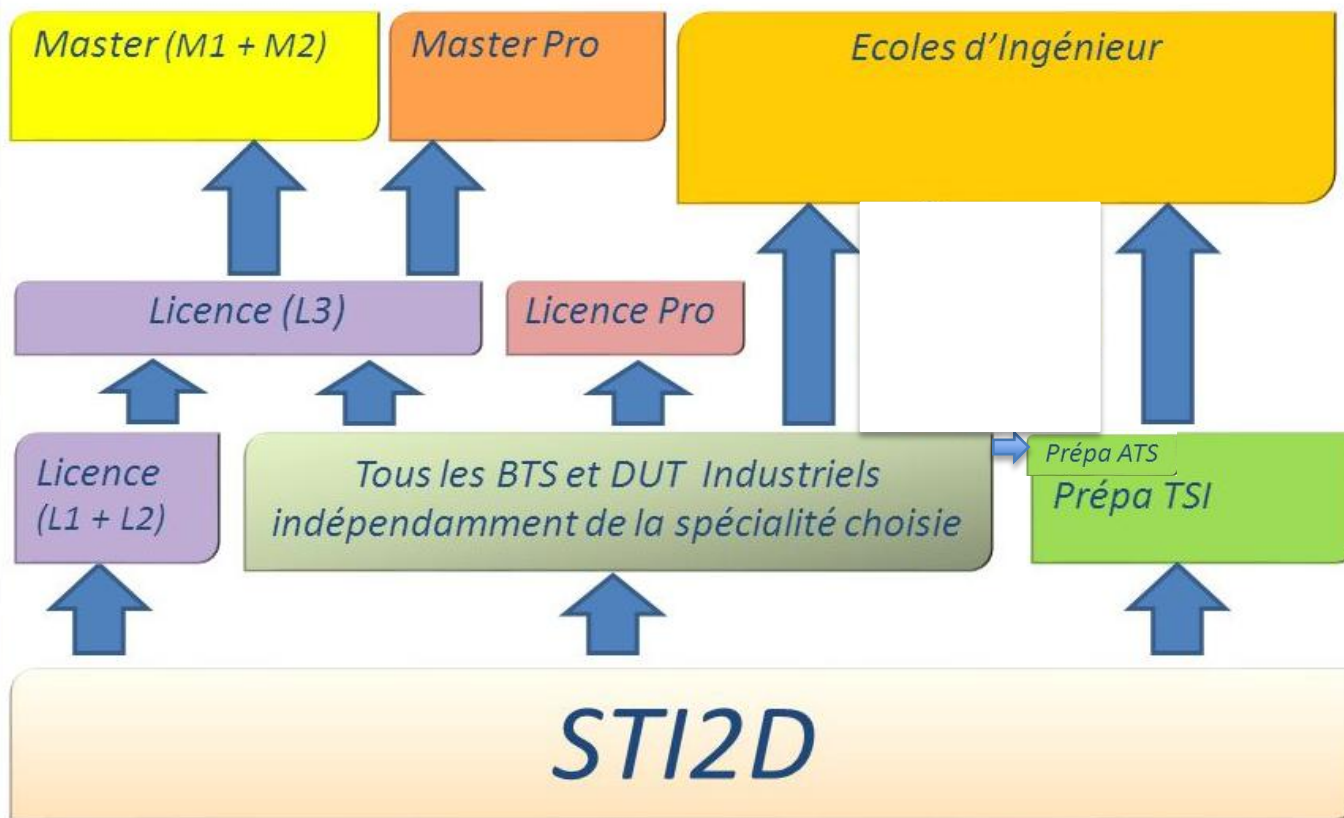 Master (M1 + M2)
Master Pro
Ecoles d'Ingénieur
Licence (L3)
Licence Pro
Licence
(L1 + L2)
Tous les BTS et DUT Industriels
indépendamment de la spécialité choisie
Prépa ATS
Prépa TSI
STI2D